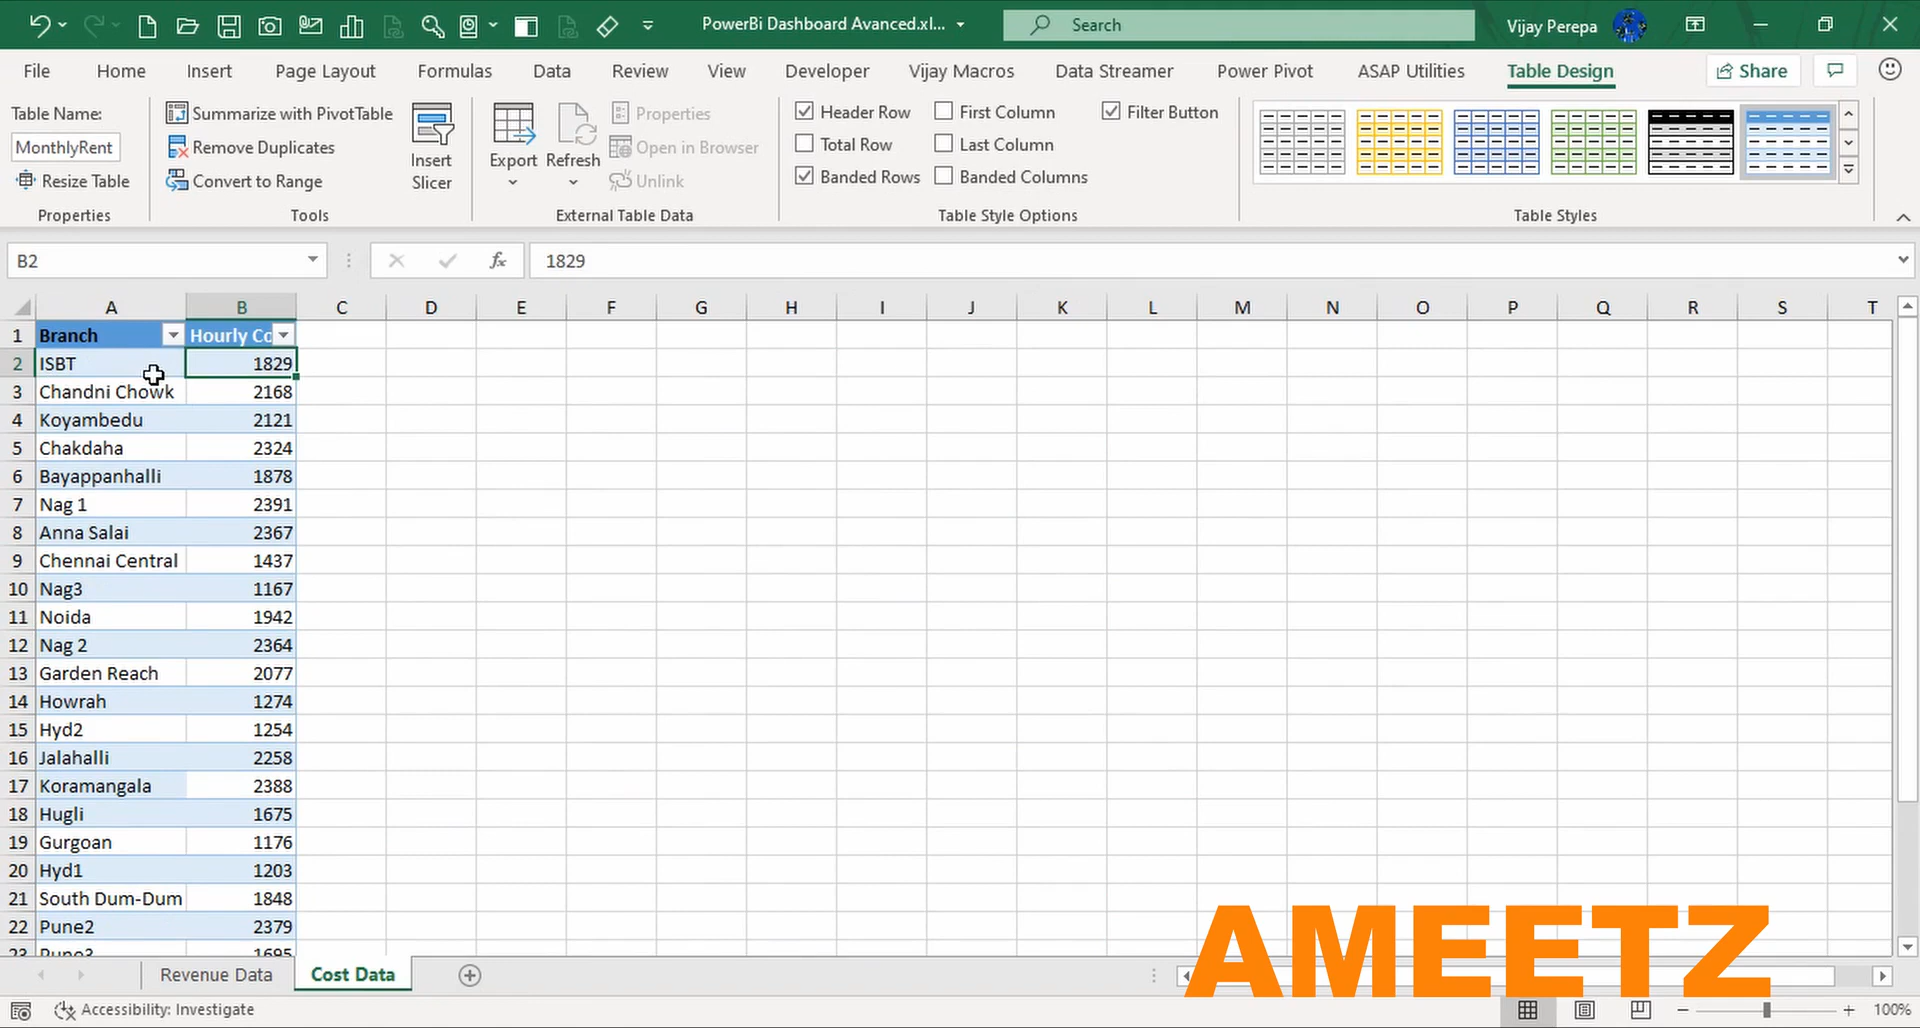 PowerBi Dashboard Avanced.xl...
Search
Vijay Perepa
File Home Insert Page Layout Formulas Data Review View Developer Vijay Macros Data Streamer Power Pivot ASAP Utilities Table Design Share
Table Name:
MonthlyRent
Resize Table
Properties
Summarize with PivotTable
Remove Duplicates
Convert to Range
Tools
Insert
Slicer
Export
Refresh
Properties
Open in Browser
Unlink
External Table Data
Header Row
Total Row
Banded Rows
First Column
Last Column
Banded Columns
Filter Button
Table Style Options
Table Styles
B2
fx
1829
A B C D E F G H I J K L M N O P Q R S T
1 Branch Hourly Co
2 ISBT 1829
3 Chandni Chowk 2168
4 Koyambedu 2121
5 Chakdaha 2324
6 Bayappanhalli 1878
7 Nag 1 2391
8 Anna Salai 2367
9 Chennai Central 1437
10 Nag3 1167
11 Noida 1942
12 Nag 2 2364
13 Garden Reach 2077
14 Howrah 1274
15 Hyd2 1254
16 Jalahalli 2258
17 Koramangala 2388
18 Hugli 1675
19 Gurgoan 1176
20 Hyd1 1203
21 South Dum-Dum 1848
22 Pune2 2379
23 Pune3 1695
Revenue Data Cost Data
AMEETZ
Accessibility: Investigate
100%